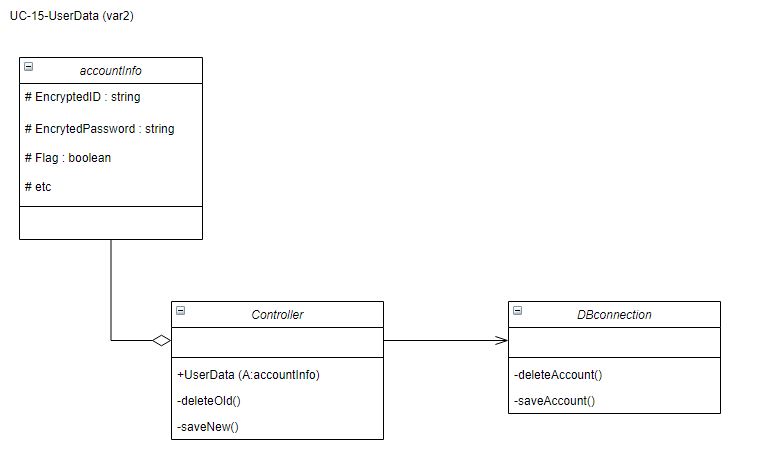 UC-15-UserData (var2)
accountInfo
# EncryptedID : string
# EncrytedPassword : string
# Flag : boolean
# etc
Controller
+UserData (A:accountInfo)
-deleteOld()
-saveNew()
DBconnection
-deleteAccount()
-saveAccount()